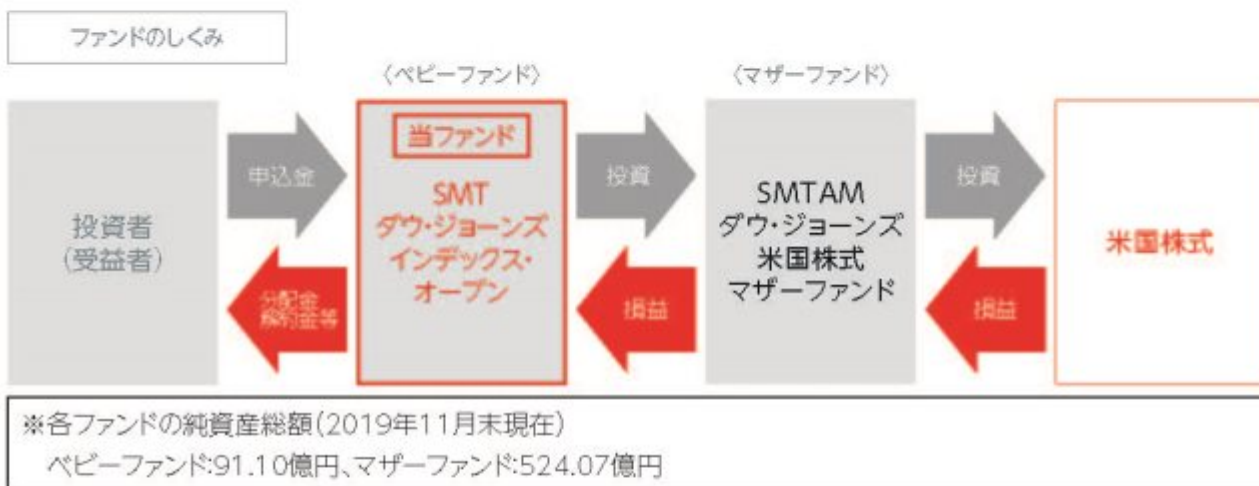 ファンドのしくみ
〈ベビーファンド〉
〈マザーファンド〉
投資者
(受益者)
申込金
分配金
解約金等
当ファンド
SMT
ダウ・ジョーンズ
インデックス・
オープン
投資
損益
SMTAM
ダウ・ジョーンズ
米国株式
マザーファンド
投資
損益
米国株式
※各ファンドの純資産総額(2019年11月末現在)
ベビーファンド:91.10億円、マザーファンド:524.07億円